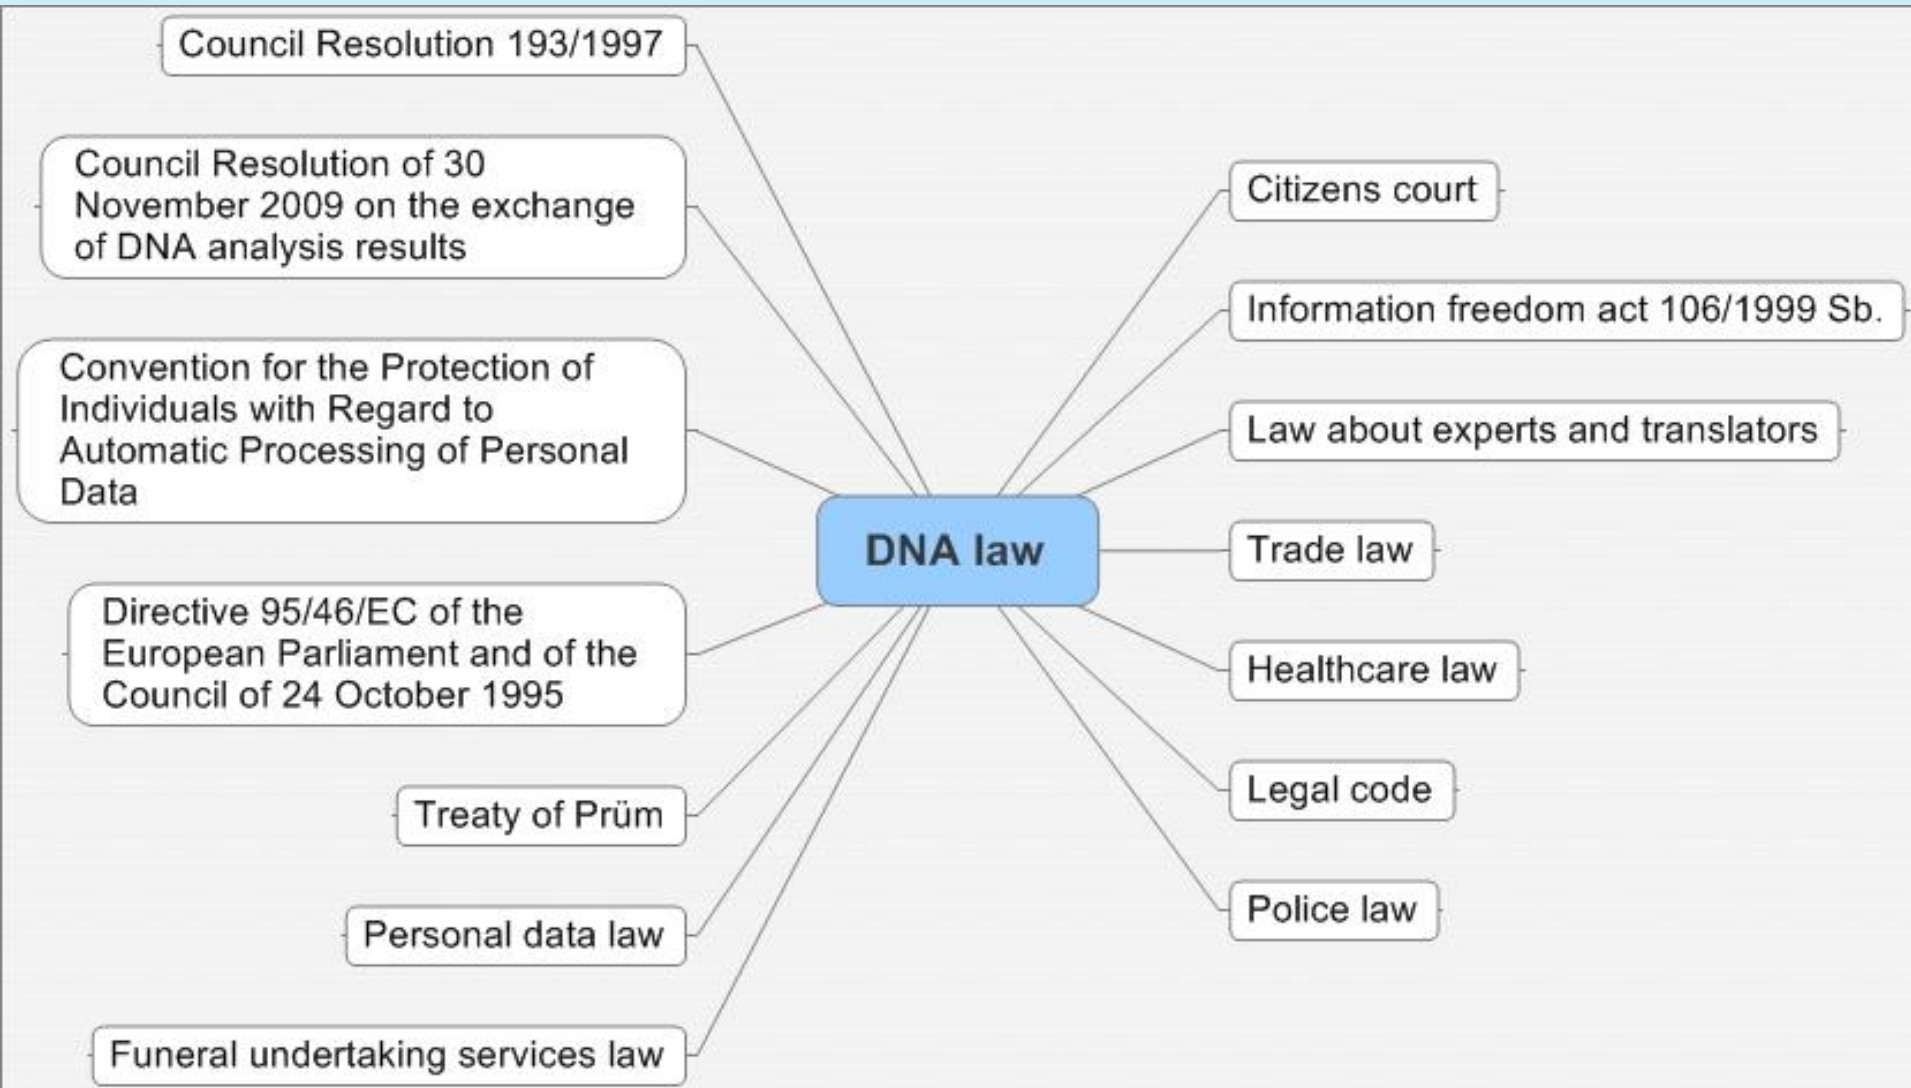 Council Resolution 193/1997
Council Resolution of 30
November 2009 on the exchange
of DNA analysis results
Convention for the Protection of
Individuals with Regard to
Automatic Processing of Personal
Data
Directive 95/46/EC of the
European Parliament and of the
Council of 24 October 1995
Treaty of Prüm
Personal data law
Funeral undertaking services law
DNA law
Citizens court
Information freedom act 106/1999 Sb.
Law about experts and translators
Trade law
Healthcare law
Legal code
Police law